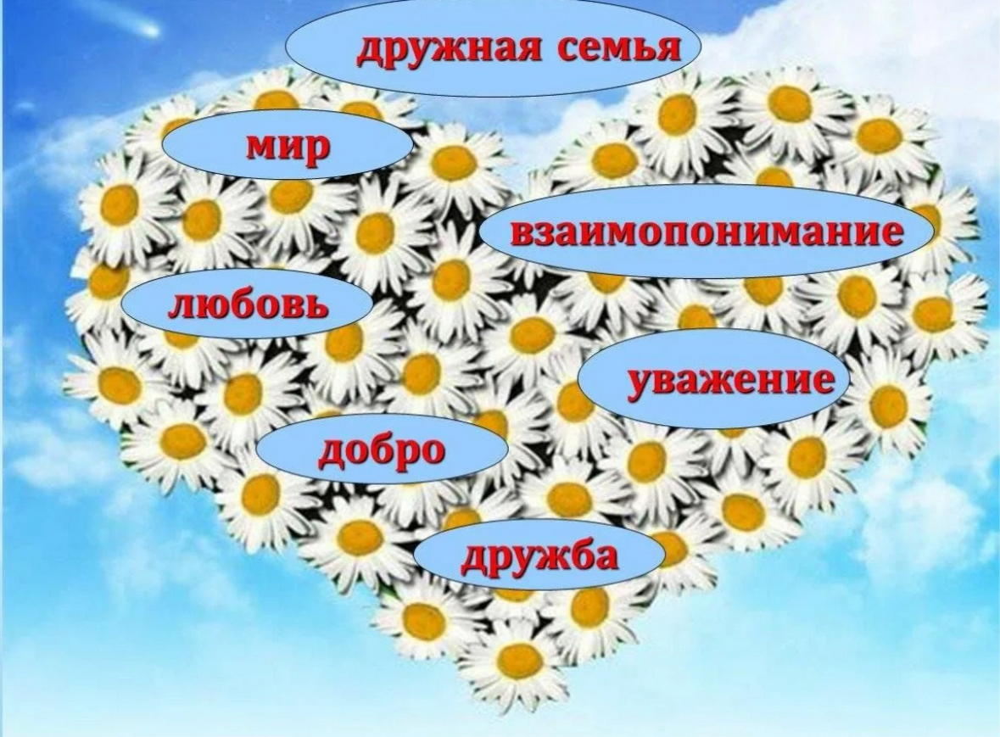 дружная семья
мир
взаимопонимание
любовь
уважение
добро
дружба